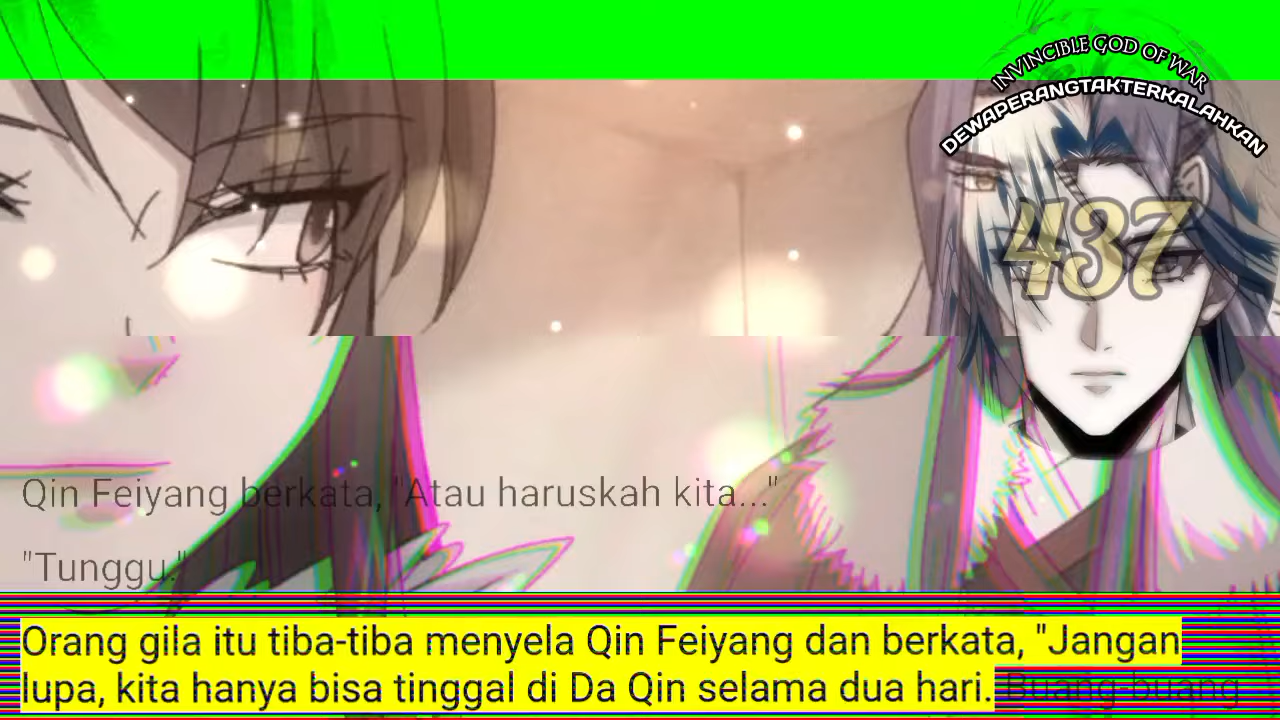 INVINCIBLE GOD OF WAR
DEWAPERANGTAKTERKALAHKAN
437
Qin Feiyang berkata, "Atau haruskah kita..."
"Tunggu."
Orang gila itu tiba-tiba menyela Qin Feiyang dan berkata, "Jangan
lupa, kita hanya bisa tinggal di Da Qin selama dua hari. Buang-buang